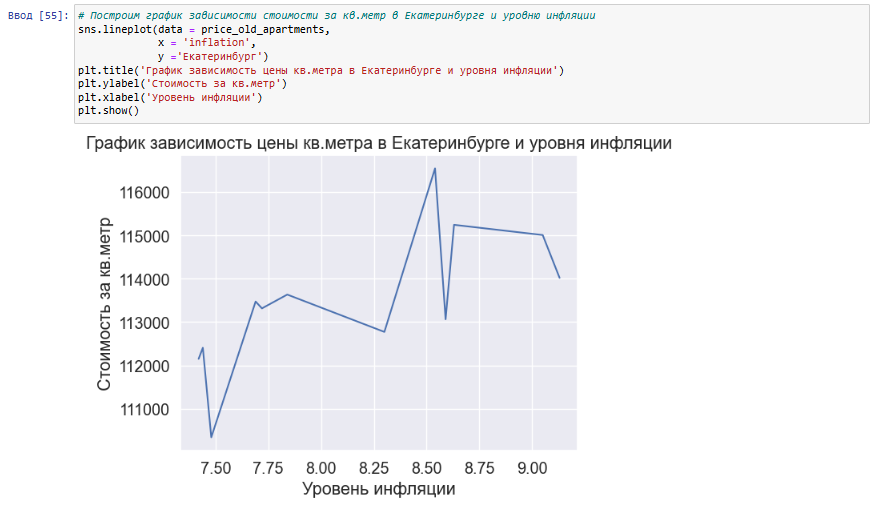 Ввод [55]:
# Построим график зависимости стоимости за кв.метр в Екатеринбурге и уровню инфляции
sns.lineplot(data = price_old_apartments,
x = 'inflation',
y ='Екатеринбург')
plt.title('График зависимость цены кв.метра в Екатеринбурге и уровня инфляции')
plt.ylabel('Стоимость за кв.метр')
plt.xlabel('Уровень инфляции')
plt.show()
График зависимость цены кв.метра в Екатеринбурге и уровня инфляции
Стоимость за кв.метр
116000
115000
114000
113000
112000
111000
7.50 7.75 8.00 8.25 8.50 8.75 9.00
Уровень инфляции